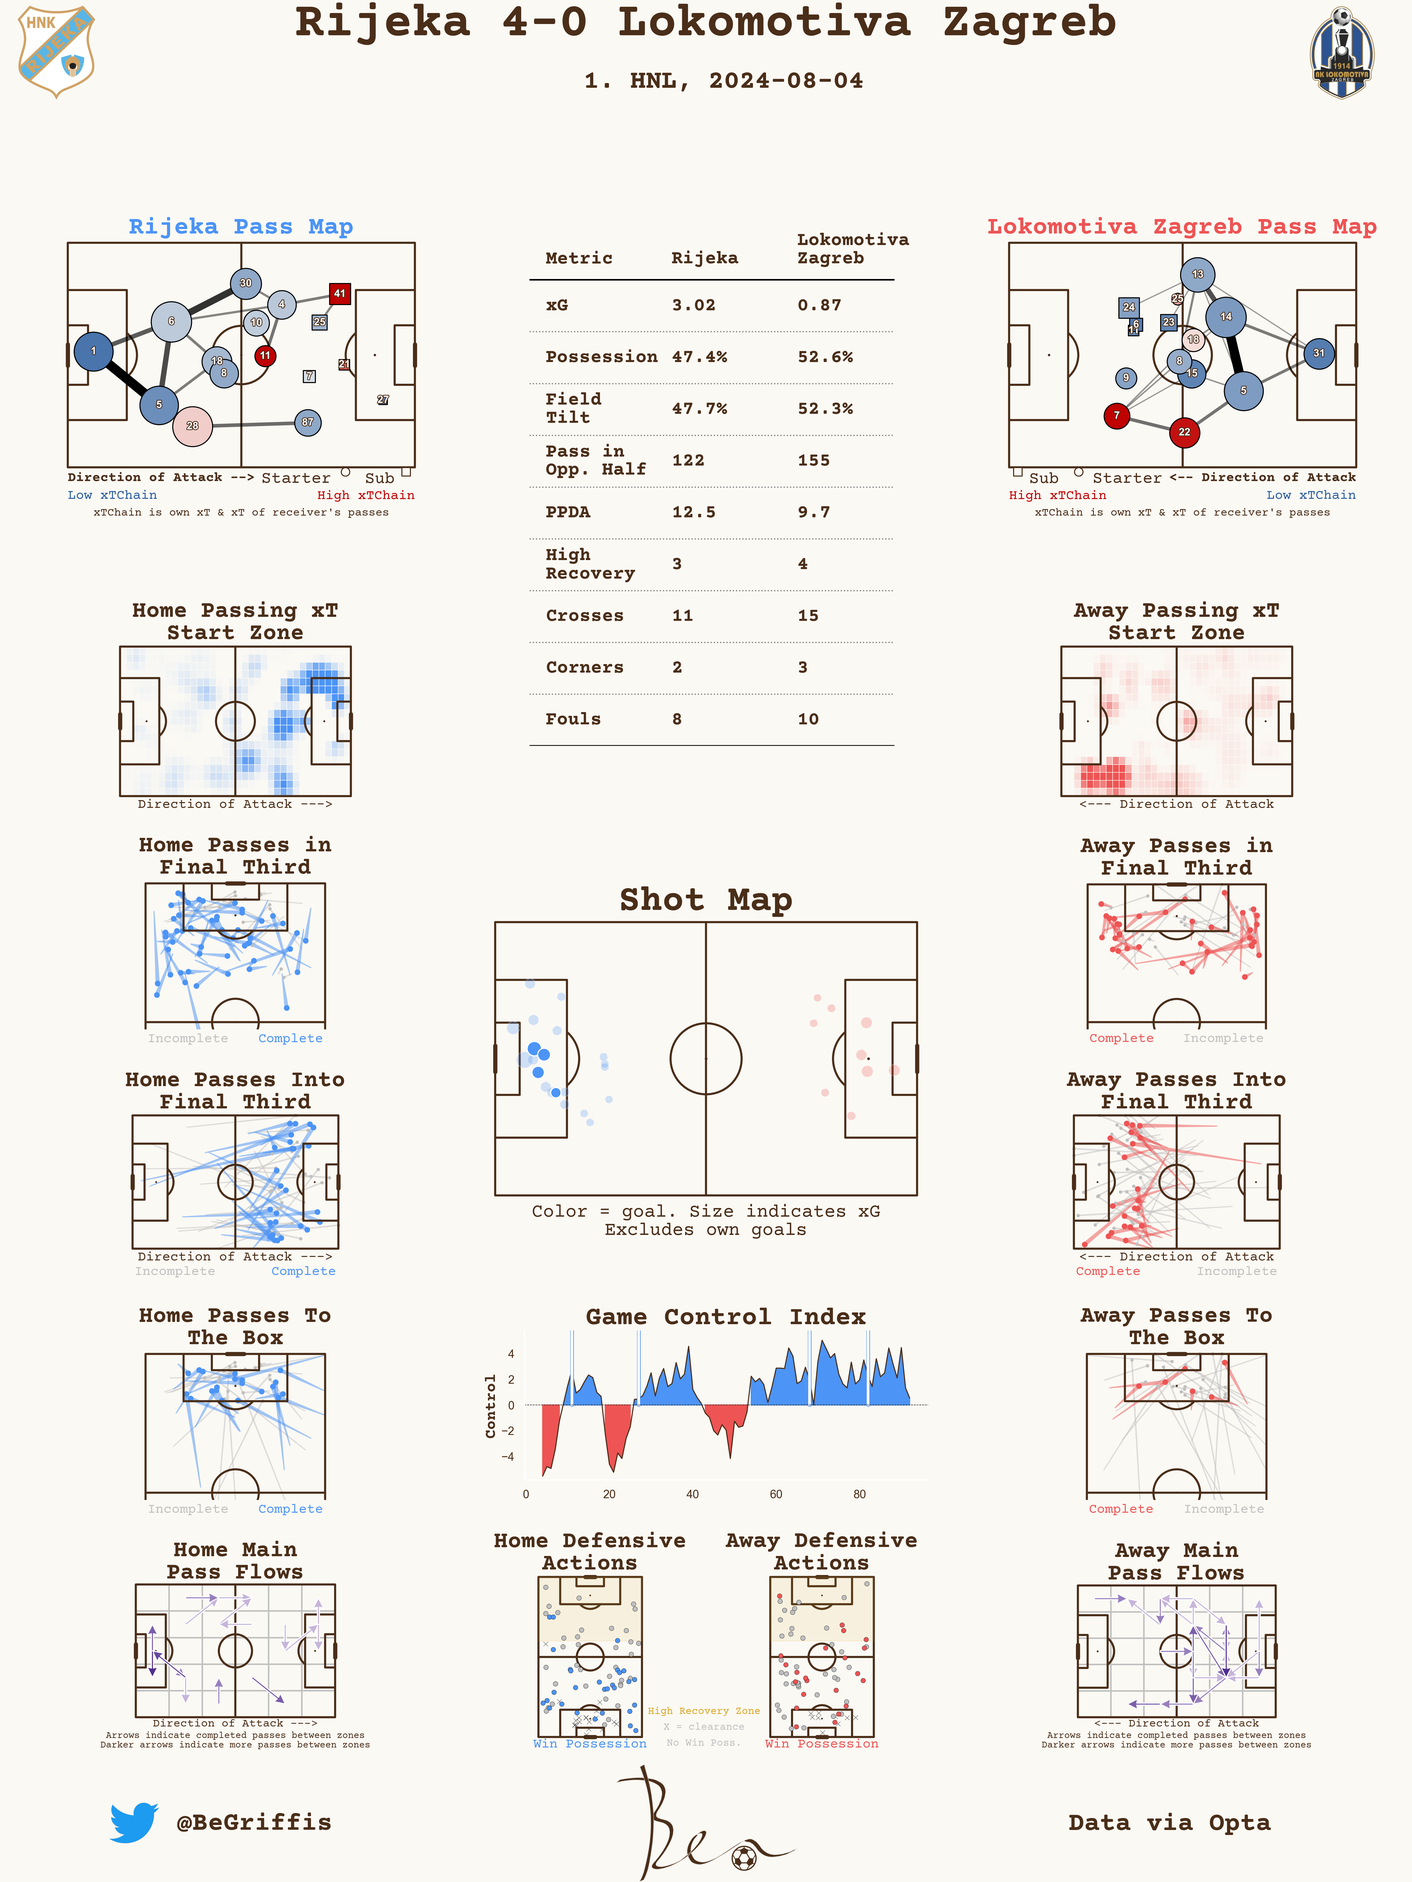 Rijeka 4-0 Lokomotiva Zagreb
1. HNL, 2024-08-04
HNK
RIJEKA
1914
NK LOKOMOTIVA
ZAGREB
Rijeka Pass Map
30
41
4
6
10
25
1
18
11
21
8
7
5
27
28
87
Direction of Attack --> Starter Sub
Low xTChain High xTChain
xTChain is own xT & xT of receiver's passes
Metric Rijeka Lokomotiva
Zagreb
xG 3.02 0.87
Possession 47.4% 52.6%
Field
Tilt 47.7% 52.3%
Pass in
Opp. Half 122 155
PPDA 12.5 9.7
High
Recovery 3 4
Crosses 11 15
Corners 2 3
Fouls 8 10
Lokomotiva Zagreb Pass Map
13
25
24
14
6
23
18
31
8
15
9
5
7
22
Sub Starter <-- Direction of Attack
High xTChain Low xTChain
xTChain is own xT & xT of receiver's passes
Home Passing xT
Start Zone
Direction of Attack --->
Away Passing xT
Start Zone
<--- Direction of Attack
Home Passes in
Final Third
Incomplete Complete
Away Passes in
Final Third
Complete Incomplete
Shot Map
Color = goal. Size indicates xG
Excludes own goals
Home Passes Into
Final Third
Direction of Attack --->
Incomplete Complete
Away Passes Into
Final Third
<--- Direction of Attack
Complete Incomplete
Home Passes To
The Box
Incomplete Complete
Game Control Index
Control
4
2
0
−2
−4
0 20 40 60 80
Away Passes To
The Box
Complete Incomplete
Home Main
Pass Flows
Direction of Attack --->
Arrows indicate completed passes between zones
Darker arrows indicate more passes between zones
Home Defensive
Actions
Win Possession
Away Defensive
Actions
Win Possession
High Recovery Zone
X = clearance
No Win Poss.
Away Main
Pass Flows
<--- Direction of Attack
Arrows indicate completed passes between zones
Darker arrows indicate more passes between zones
@BeGriffis
Ben
Data via Opta